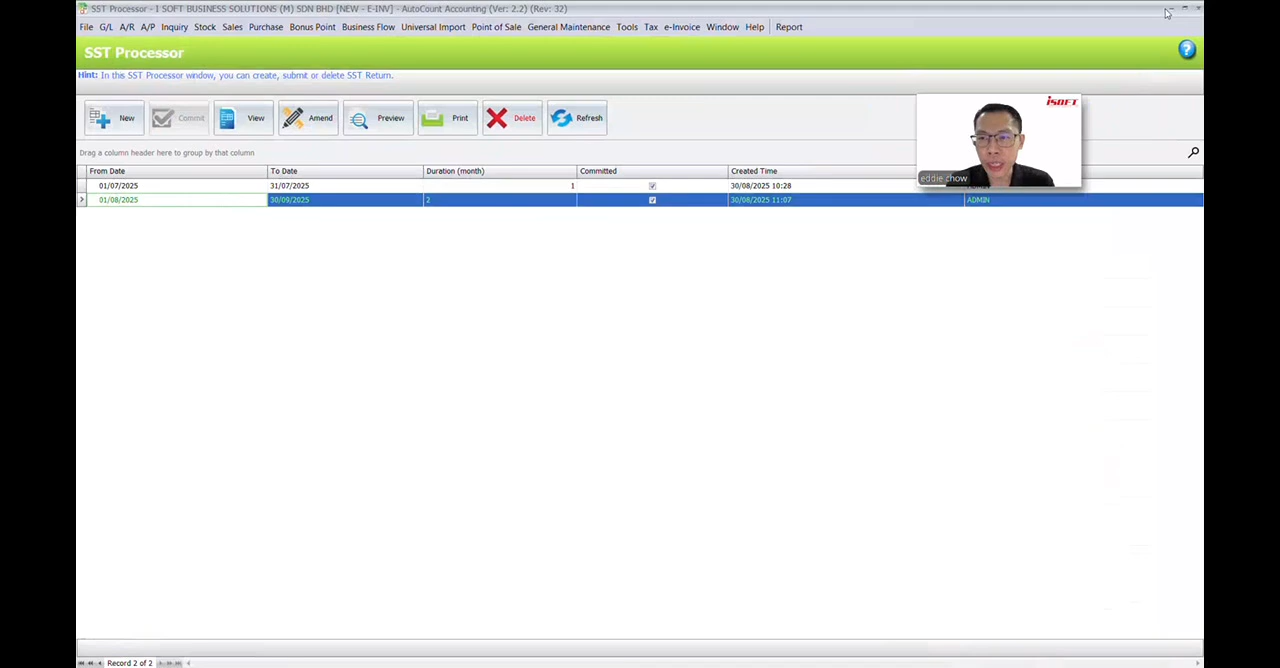 SST Processor - I SOFT BUSINESS SOLUTIONS (M) SDN BHD [NEW - E-INV] - AutoCount Accounting (Ver: 2.2) (Rev: 32)
File G/L A/R A/P Inquiry Stock Sales Purchase Bonus Point Business Flow Universal Import Point of Sale General Maintenance Tools Tax e-Invoice Window Help Report
SST Processor
Hint: In this SST Processor window, you can create, submit or delete SST Return.
New Commit View Amend Preview Print Delete Refresh
iSOFT
eddie chow
Drag a column header here to group by that column
From Date To Date Duration (month) Committed Created Time
01/07/2025 31/07/2025 1 30/08/2025 10:28
01/08/2025 30/09/2025 2 30/08/2025 11:07 ADMIN
Record 2 of 2